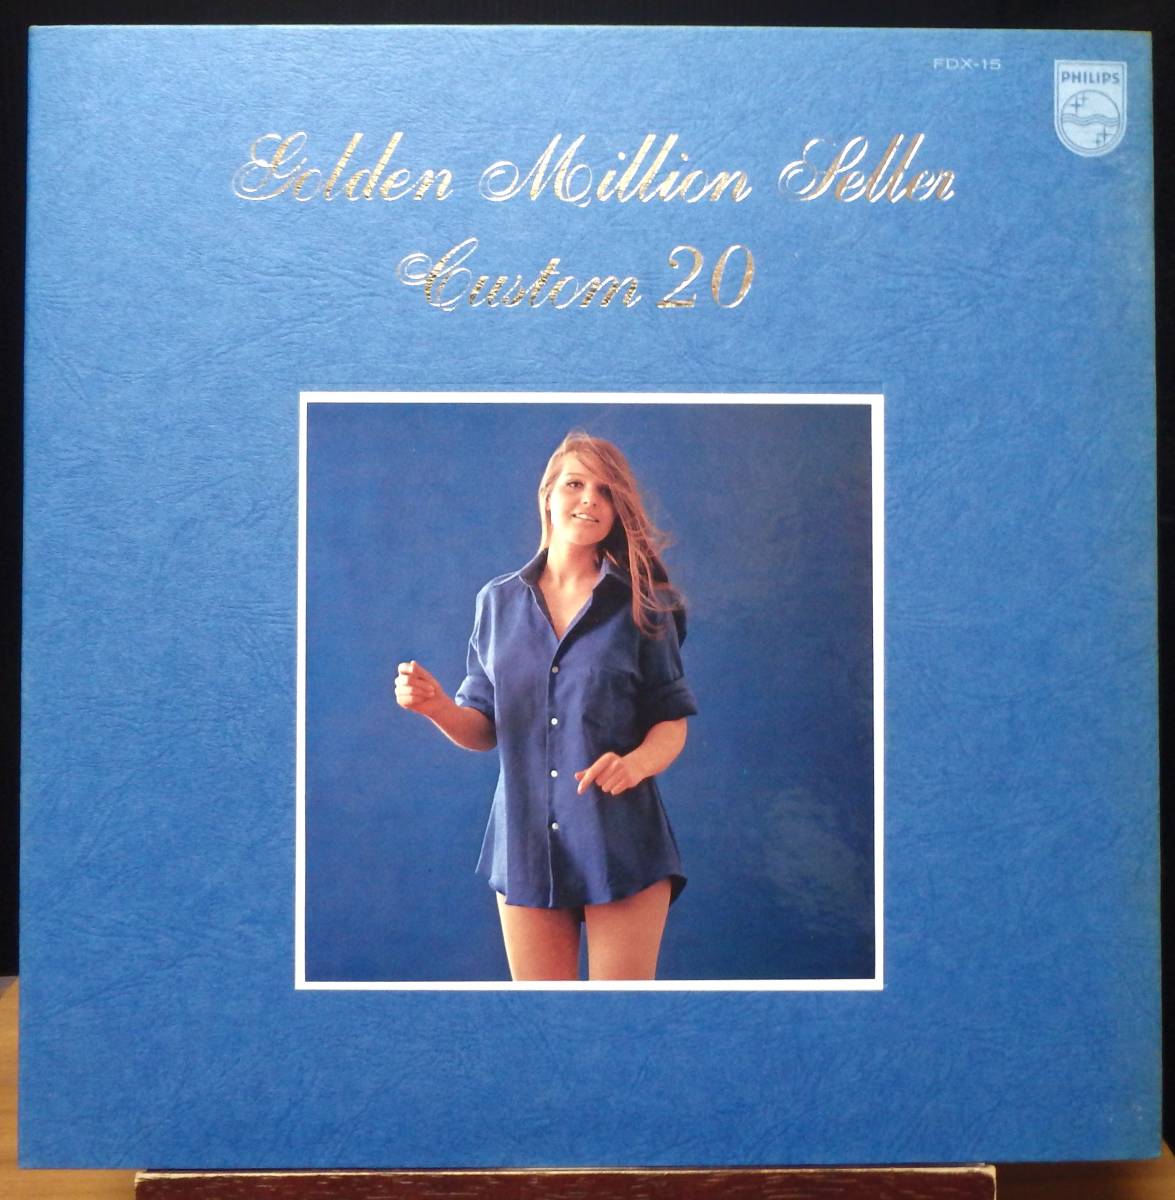 FDX-15
PHILIPS
Golden Million Seller
Custom 20